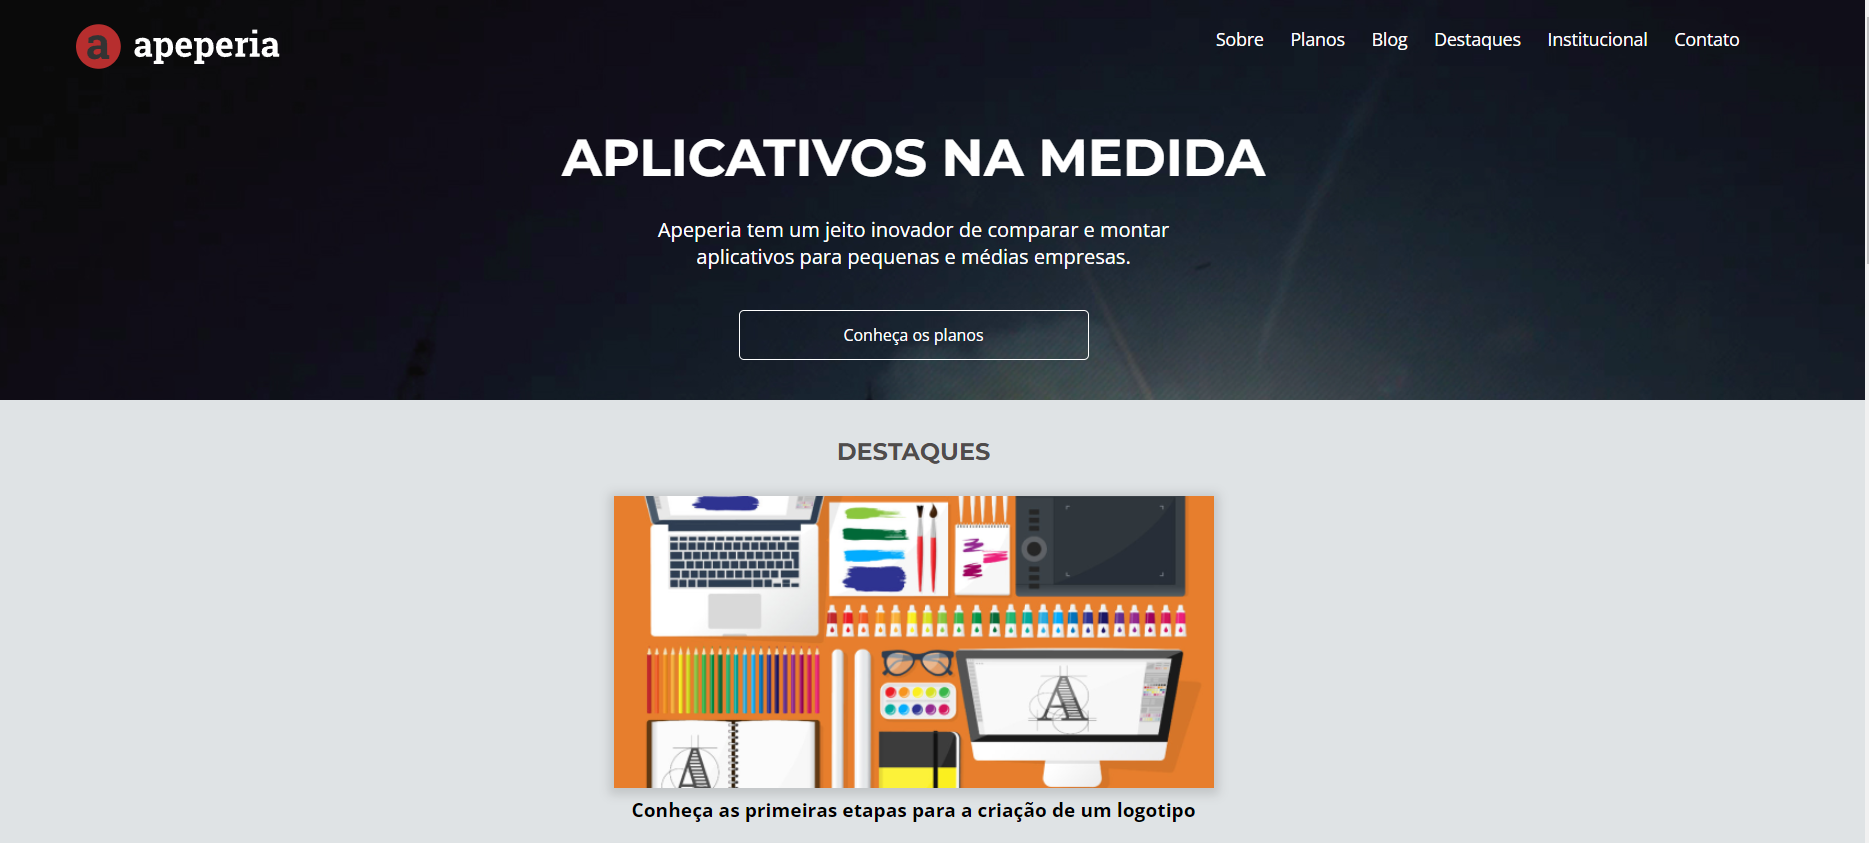 a apeperia
Sobre Planos Blog Destaques Institucional Contato
APLICATIVOS NA MEDIDA
Apeperia tem um jeito inovador de comparar e montar
aplicativos para pequenas e médias empresas.
Conheça os planos
DESTAQUES
A
A
Conheça as primeiras etapas para a criação de um logotipo